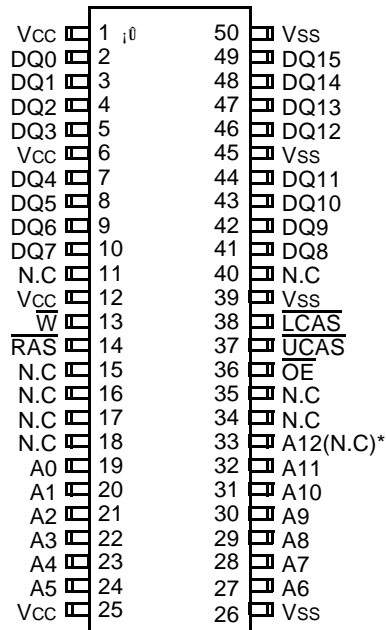 VCC 1 ¡Û 50 VSS
DQ0 2 49 DQ15
DQ1 3 48 DQ14
DQ2 4 47 DQ13
DQ3 5 46 DQ12
VCC 6 45 VSS
DQ4 7 44 DQ11
DQ5 8 43 DQ10
DQ6 9 42 DQ9
DQ7 10 41 DQ8
N.C 11 40 N.C
VCC 12 39 VSS
W 13 38 LCAS
RAS 14 37 UCAS
N.C 15 36 OE
N.C 16 35 N.C
N.C 17 34 N.C
N.C 18 33 A12(N.C)*
A0 19 32 A11
A1 20 31 A10
A2 21 30 A9
A3 22 29 A8
A4 23 28 A7
A5 24 27 A6
VCC 25 26 VSS